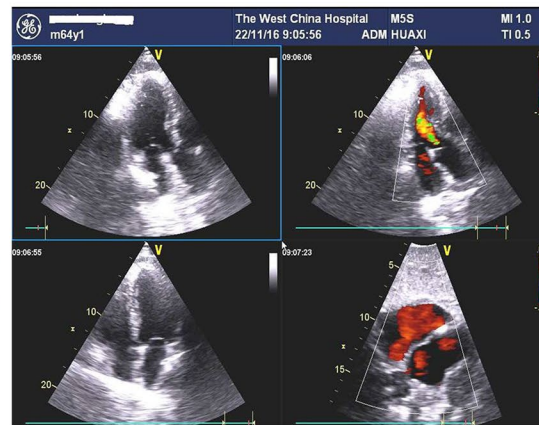 GE
The West China Hospital
M5S
MI 1.0
m64y1
22/11/16 9:05:56
ADM HUAXI
TI 0.5
09:05:56
V
10
x
20
09:06:06
V
10
x
20
09:06:55
V
10
x
20
09:07:23
V
5
10
x
15